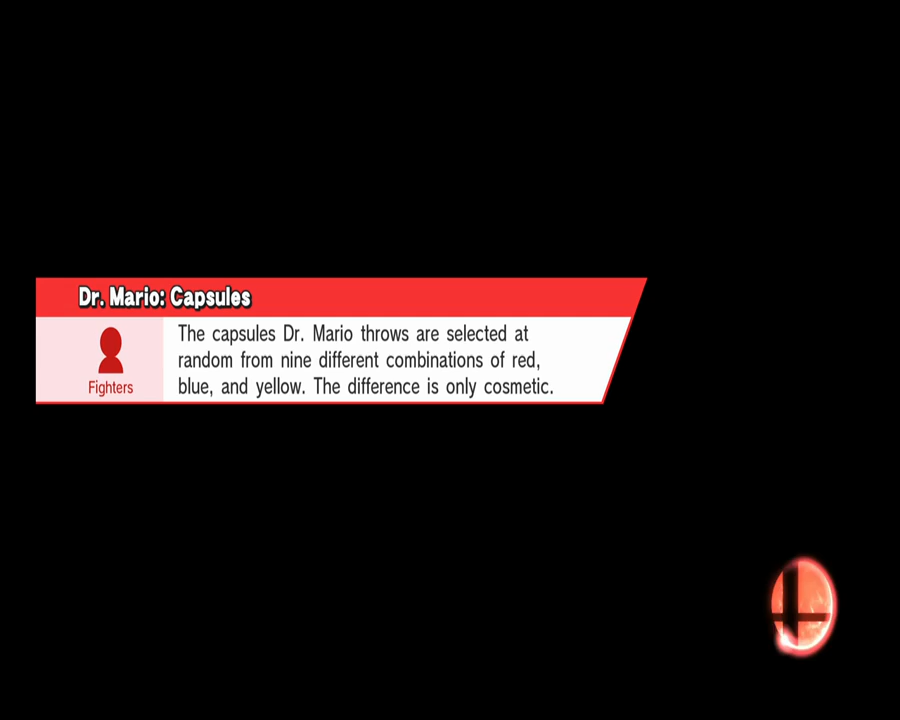 Dr. Mario: Capsules
Fighters
The capsules Dr. Mario throws are selected at
random from nine different combinations of red,
blue, and yellow. The difference is only cosmetic.